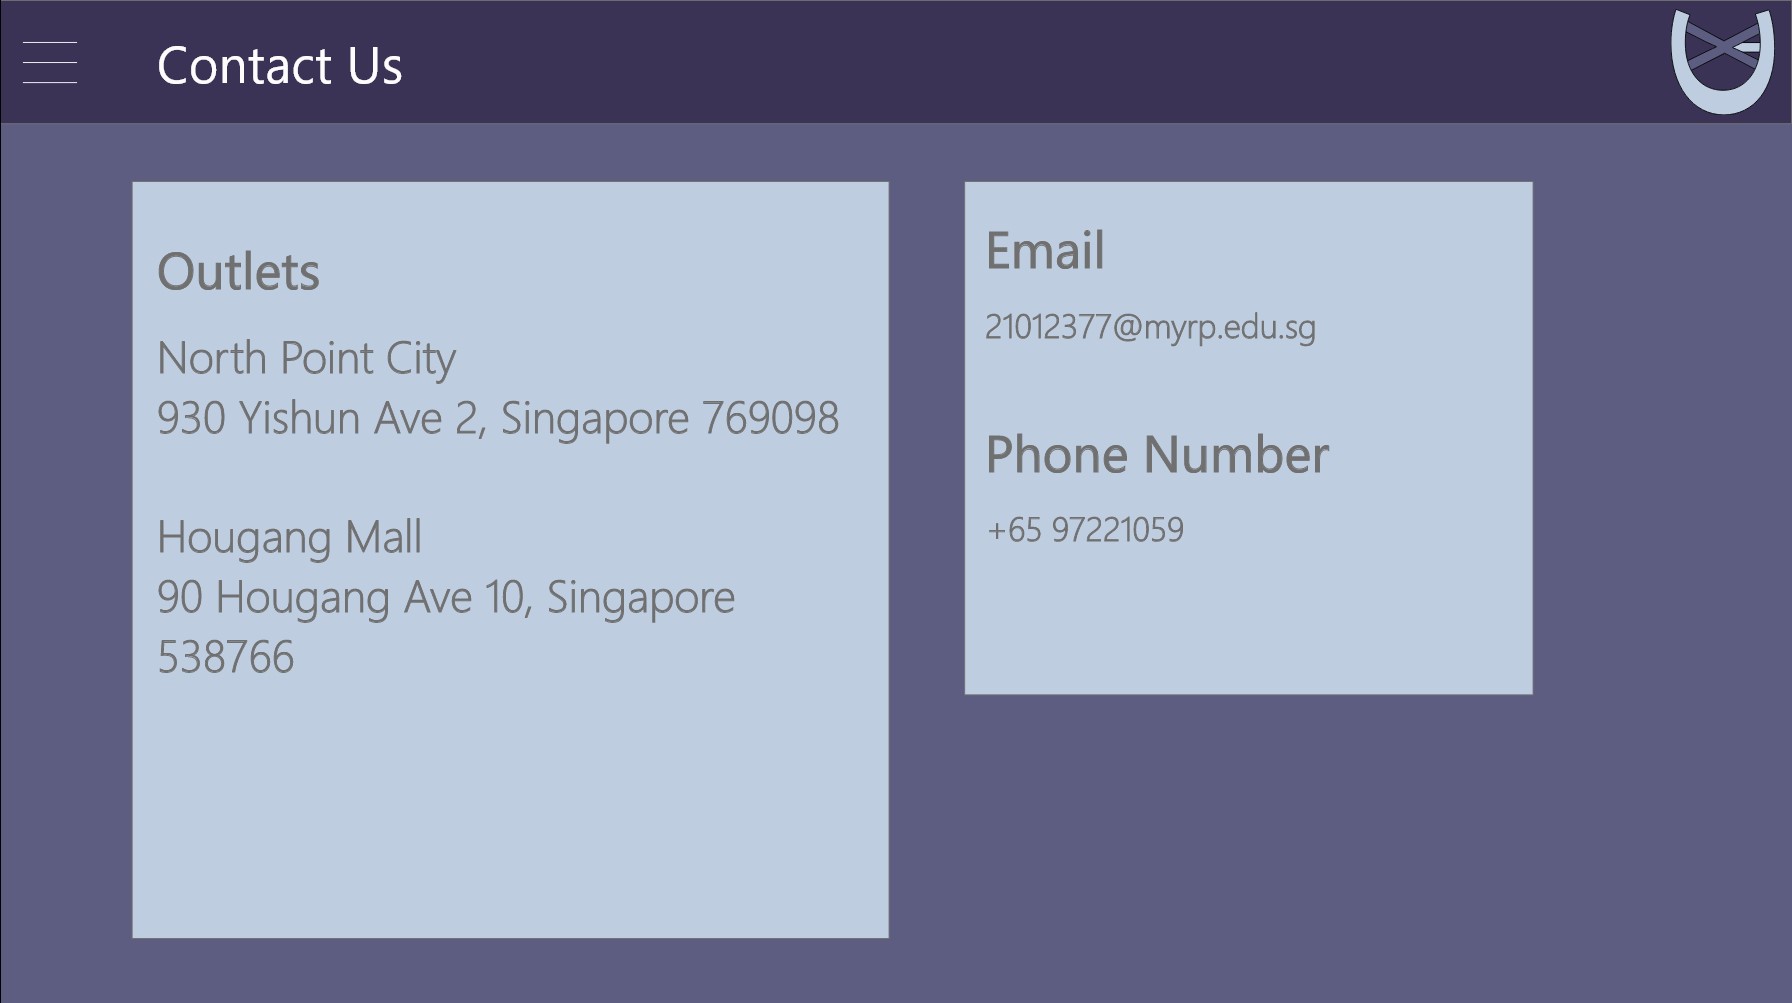 Contact Us
Outlets
North Point City
930 Yishun Ave 2, Singapore 769098
Hougang Mall
90 Hougang Ave 10, Singapore
538766
Email
21012377@myrp.edu.sg
Phone Number
+65 97221059